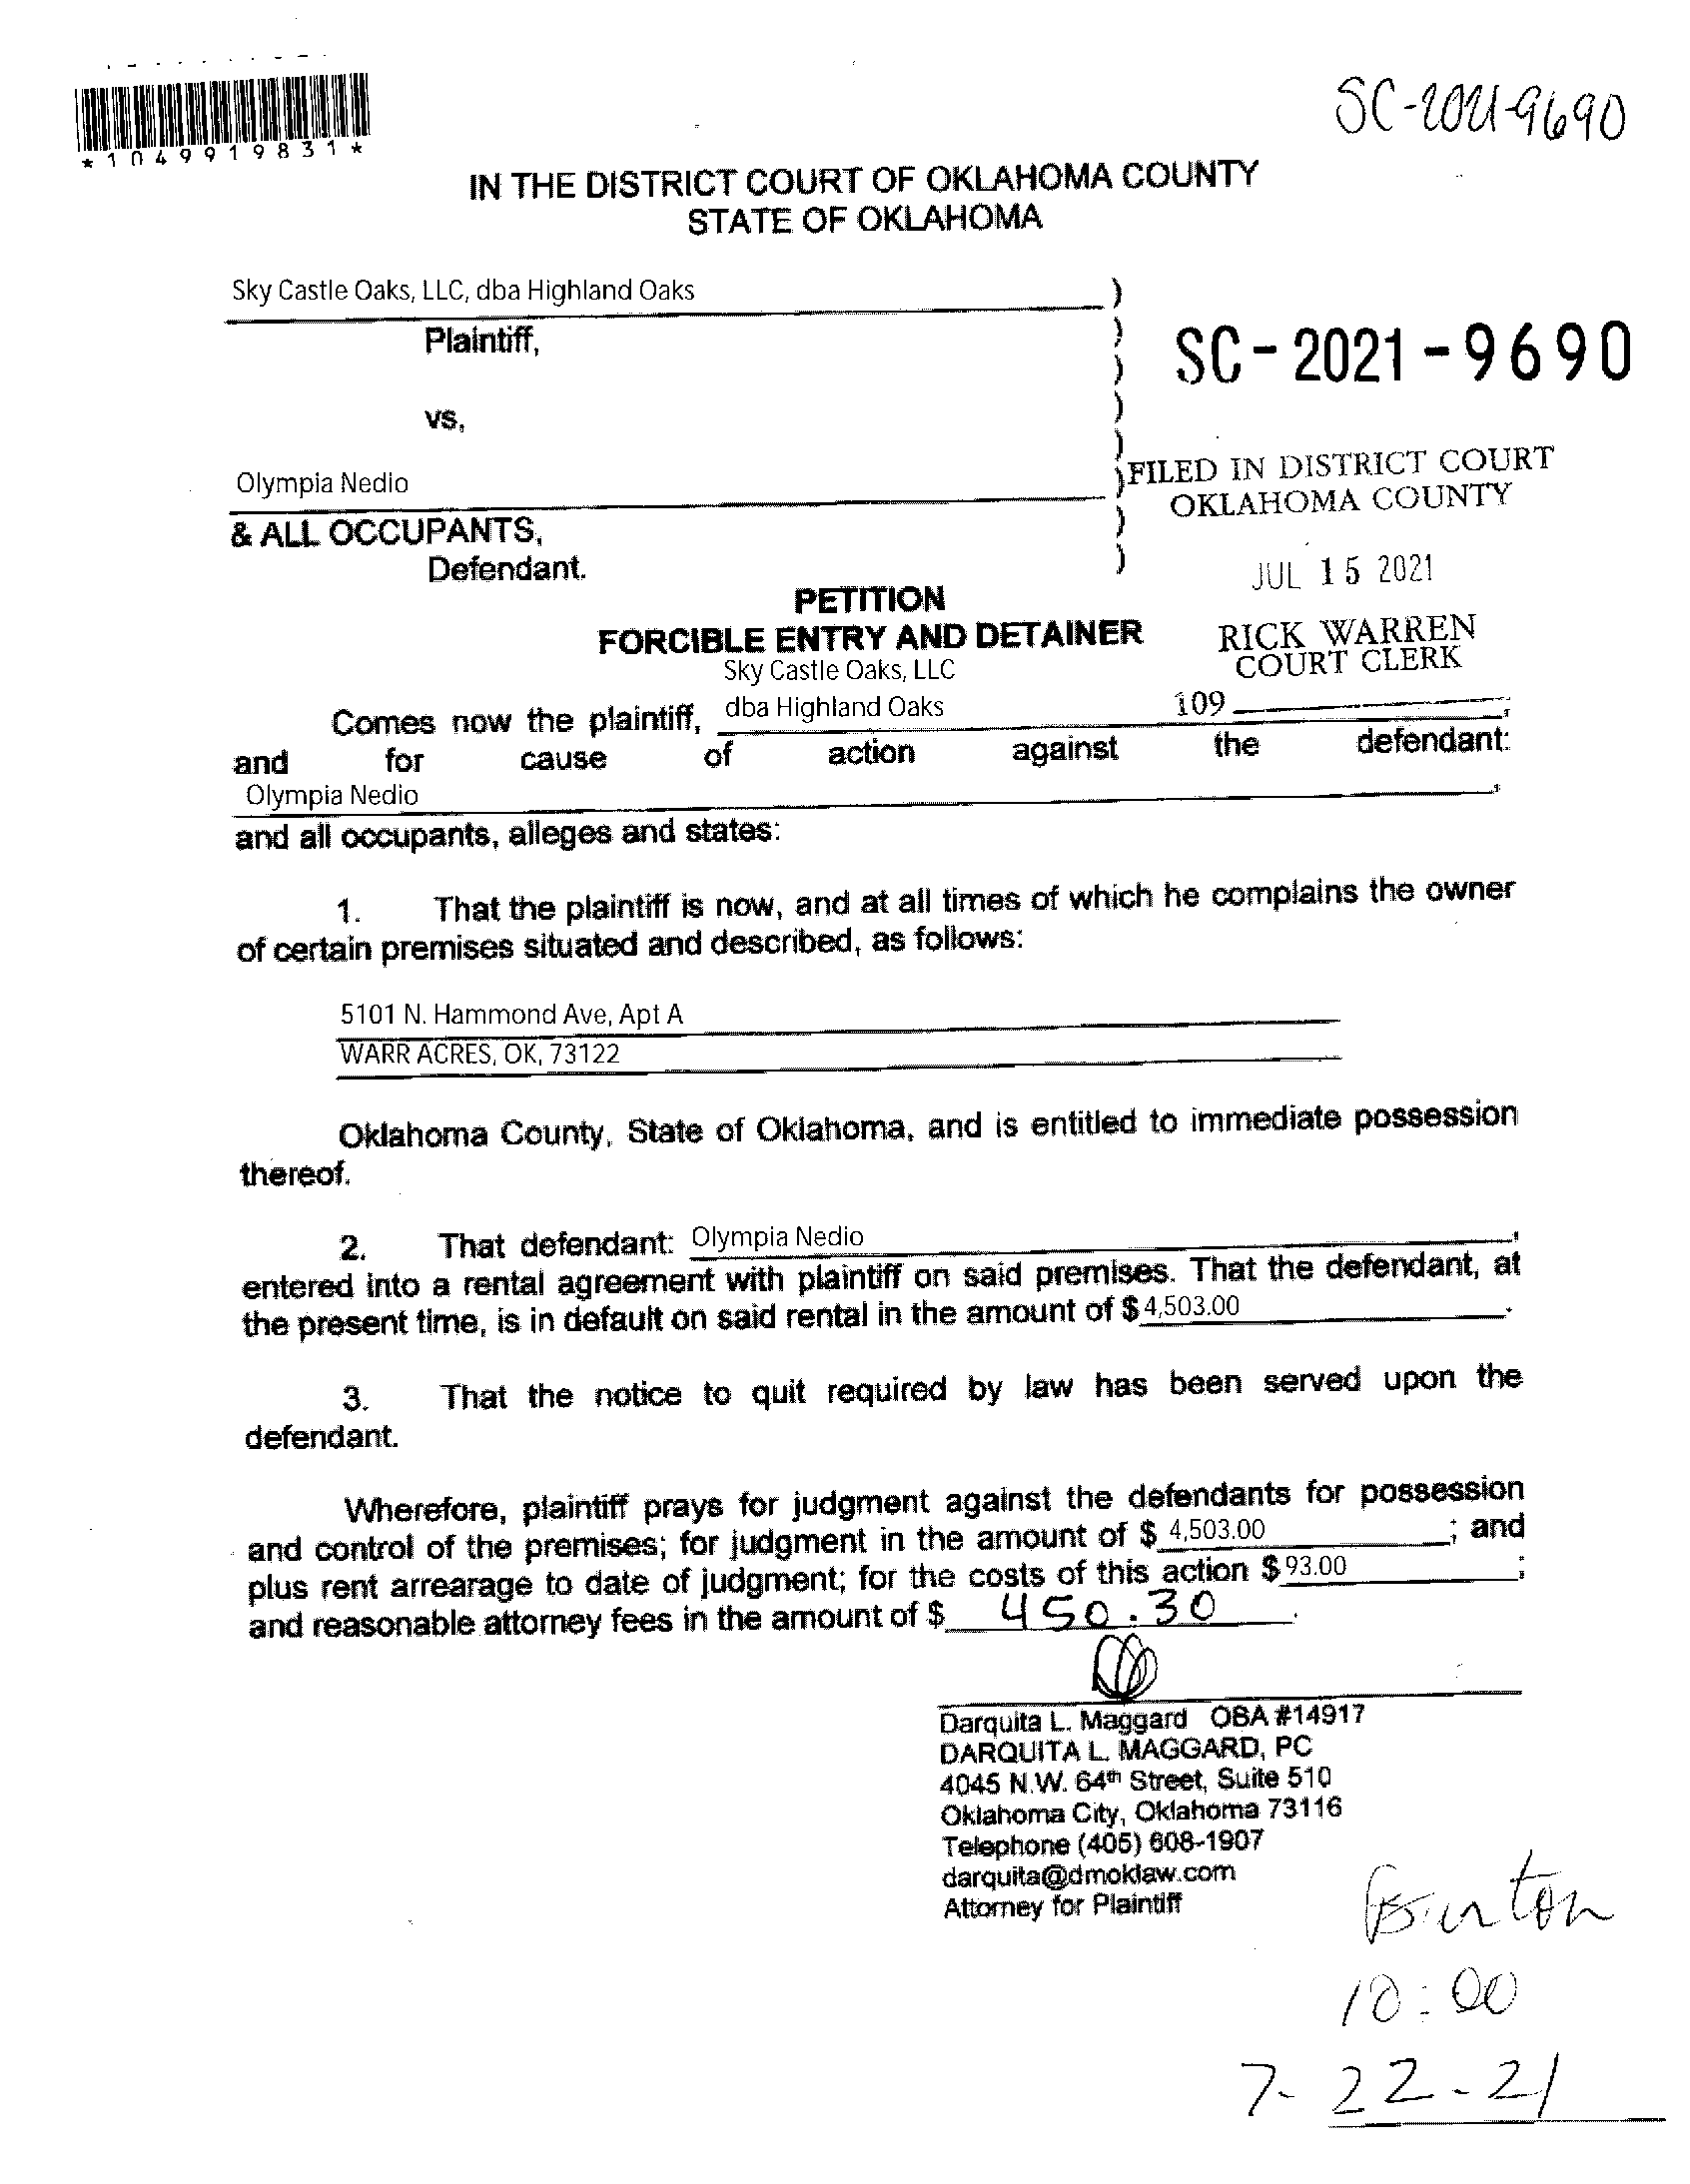 SC-2021-9690
*1049919831*
IN THE DISTRICT COURT OF OKLAHOMA COUNTY
STATE OF OKLAHOMA
Sky Castle Oaks, LLC, dba Highland Oaks )
Plaintiff, )
) SC-2021-9690
vs, )
)
Olympia Nedio ) FILED IN DISTRICT COURT
OKLAHOMA COUNTY
& ALL OCCUPANTS, )
Defendant. )
JUL 15 2021
PETITION
FORCIBLE ENTRY AND DETAINER
RICK WARREN
COURT CLERK
Sky Castle Oaks, LLC
109
Comes now the plaintiff, dba Highland Oaks,
and for cause of action against the defendant:
Olympia Nedio,
and all occupants, alleges and states:
1. That the plaintiff is now, and at all times of which he complains the owner
of certain premises situated and described, as follows:
5101 N. Hammond Ave, Apt A
WARR ACRES, OK, 73122
Oklahoma County, State of Oklahoma, and is entitled to immediate possession
thereof.
2. That defendant: Olympia Nedio,
entered into a rental agreement with plaintiff on said premises. That the defendant, at
the present time, is in default on said rental in the amount of $4,503.00.
3. That the notice to quit required by law has been served upon the
defendant.
Wherefore, plaintiff prays for judgment against the defendants for possession
and control of the premises; for judgment in the amount of $ 4,503.00; and
plus rent arrearage to date of judgment; for the costs of this action $93.00;
and reasonable attorney fees in the amount of $ 450.30.
Darquita L. Maggard OBA #14917
DARQUITA L. MAGGARD, PC
4045 N.W. 64th Street, Suite 510
Oklahoma City, Oklahoma 73116
Telephone (405) 608-1907
darquita@dmoklaw.com
Attorney for Plaintiff
Burton
10:00
7-22-21